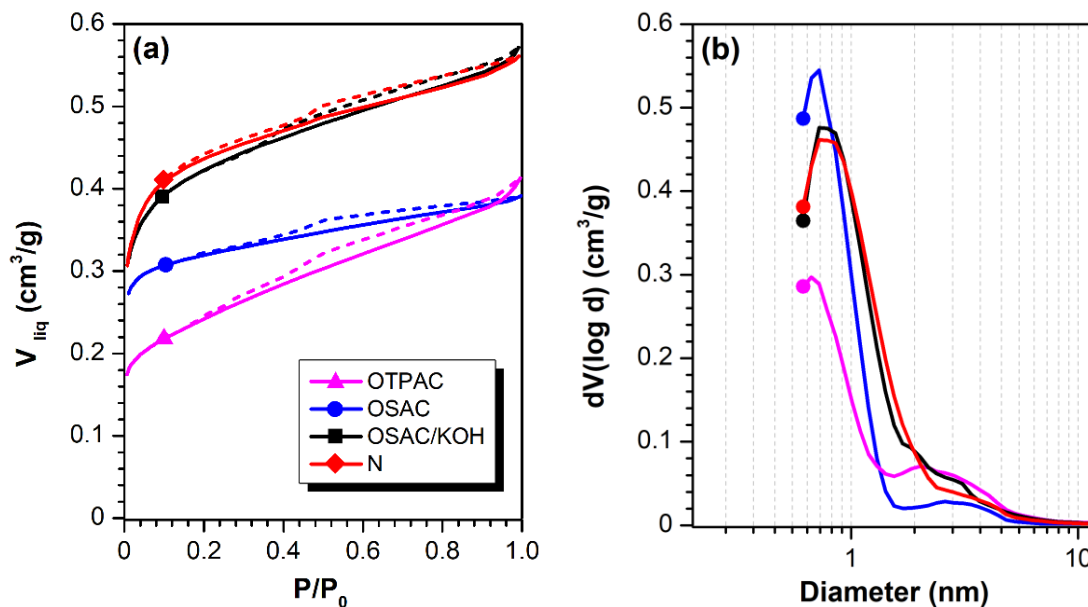 (a)
0.6
0.5
0.4
0.3
0.2
0.1
0
V liq (cm³/g)
0
0.2
0.4
0.6
0.8
1.0
P/P₀
OTPAC
OSAC
OSAC/KOH
N
(b)
0.6
0.5
0.4
0.3
0.2
0.1
0
dV(log d) (cm³/g)
1
10
Diameter (nm)